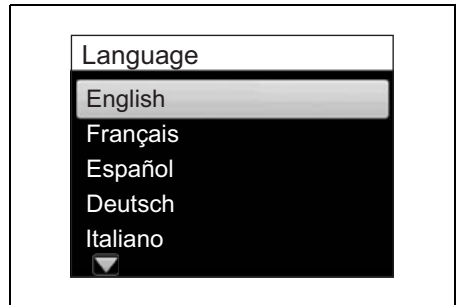 Language
English
Français
Español
Deutsch
Italiano